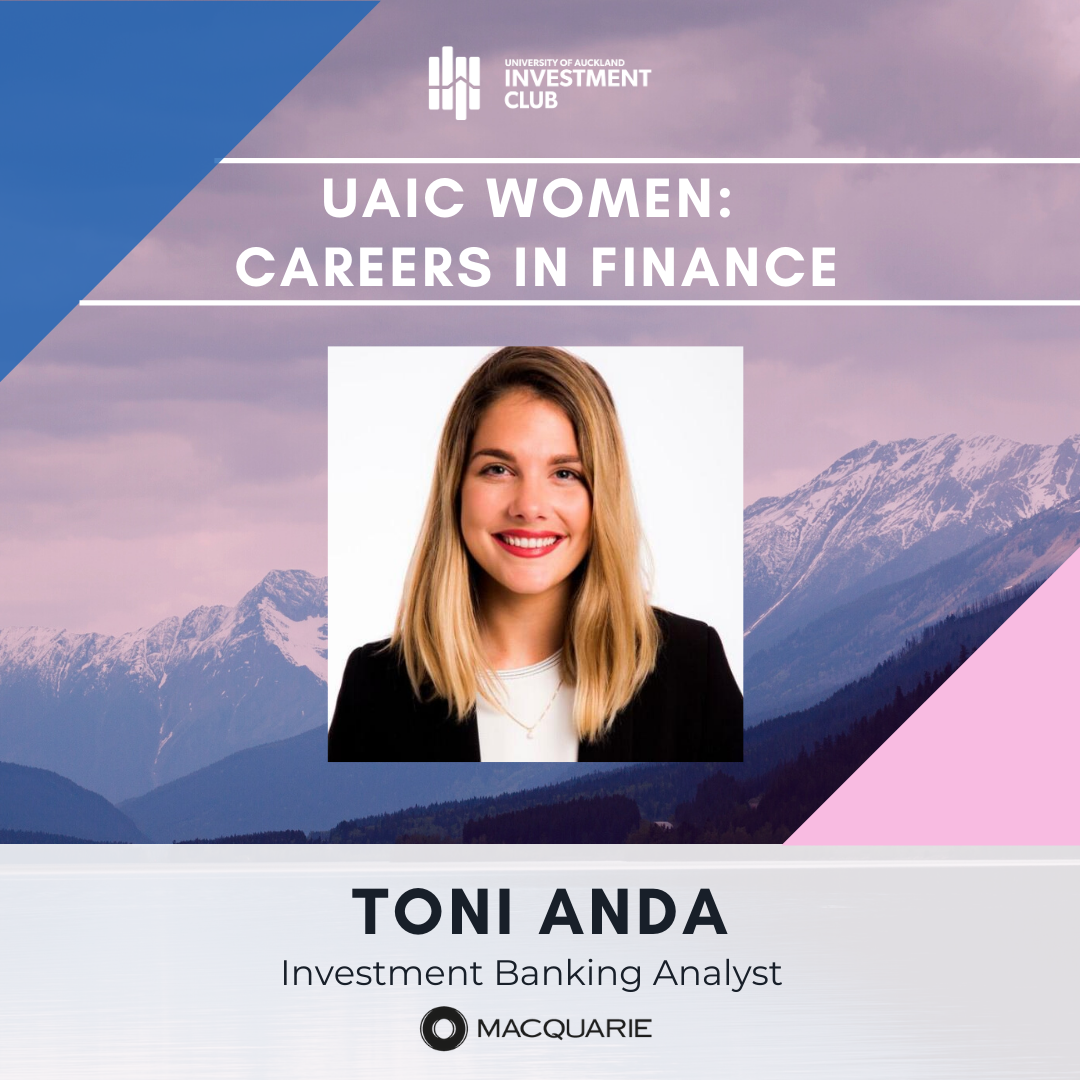 UNIVERSITY OF AUCKLAND
INVESTMENT
CLUB
UAIC WOMEN:
CAREERS IN FINANCE
TONI ANDA
Investment Banking Analyst
MACQUARIE